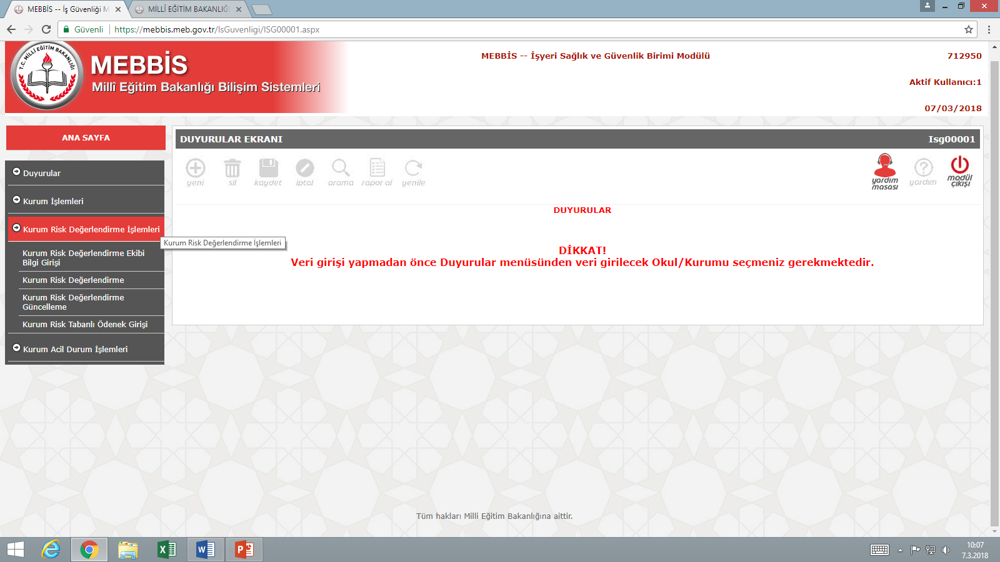 MEBBİS -- İş Güvenliği M
MİLLÎ EĞİTİM BAKANLIĞI
Güvenli
https://mebbis.meb.gov.tr/IsGuvenligi/ISG00001.aspx
T.C. MİLLÎ EĞİTİM BAKANLIĞI
MEBBİS
Millî Eğitim Bakanlığı Bilişim Sistemleri
MEBBİS -- İşyeri Sağlık ve Güvenlik Birimi Modülü
712950
Aktif Kullanıcı:1
07/03/2018
ANA SAYFA
Duyurular
Kurum İşlemleri
Kurum Risk Değerlendirme İşlemleri
Kurum Risk Değerlendirme İşlemleri
Kurum Risk Değerlendirme Ekibi
Bilgi Girişi
Kurum Risk Değerlendirme
Kurum Risk Değerlendirme
Güncelleme
Kurum Risk Tabanlı Ödenek Girişi
Kurum Acil Durum İşlemleri
DUYURULAR EKRANI
Isg00001
yeni
sil
kaydet
iptal
arama
rapor al
yenile
yardım
masası
yardım
modül
çıkışı
DUYURULAR
DİKKAT!
Veri girişi yapmadan önce Duyurular menüsünden veri girilecek Okul/Kurumu seçmeniz gerekmektedir.
Tüm hakları Milli Eğitim Bakanlığına aittir.
10:07
7.3.2018